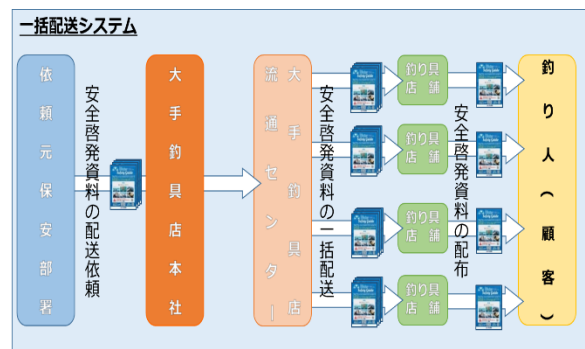 一括配送システム
依頼元保安部署
安全啓発資料の配送依頼
大手釣具店本社
大手釣具店
流通センター
安全啓発資料の一括配送
釣り具
店舗
釣り具
店舗
釣り具
店舗
釣り具
店舗
安全啓発資料の配布
釣り人(顧客)